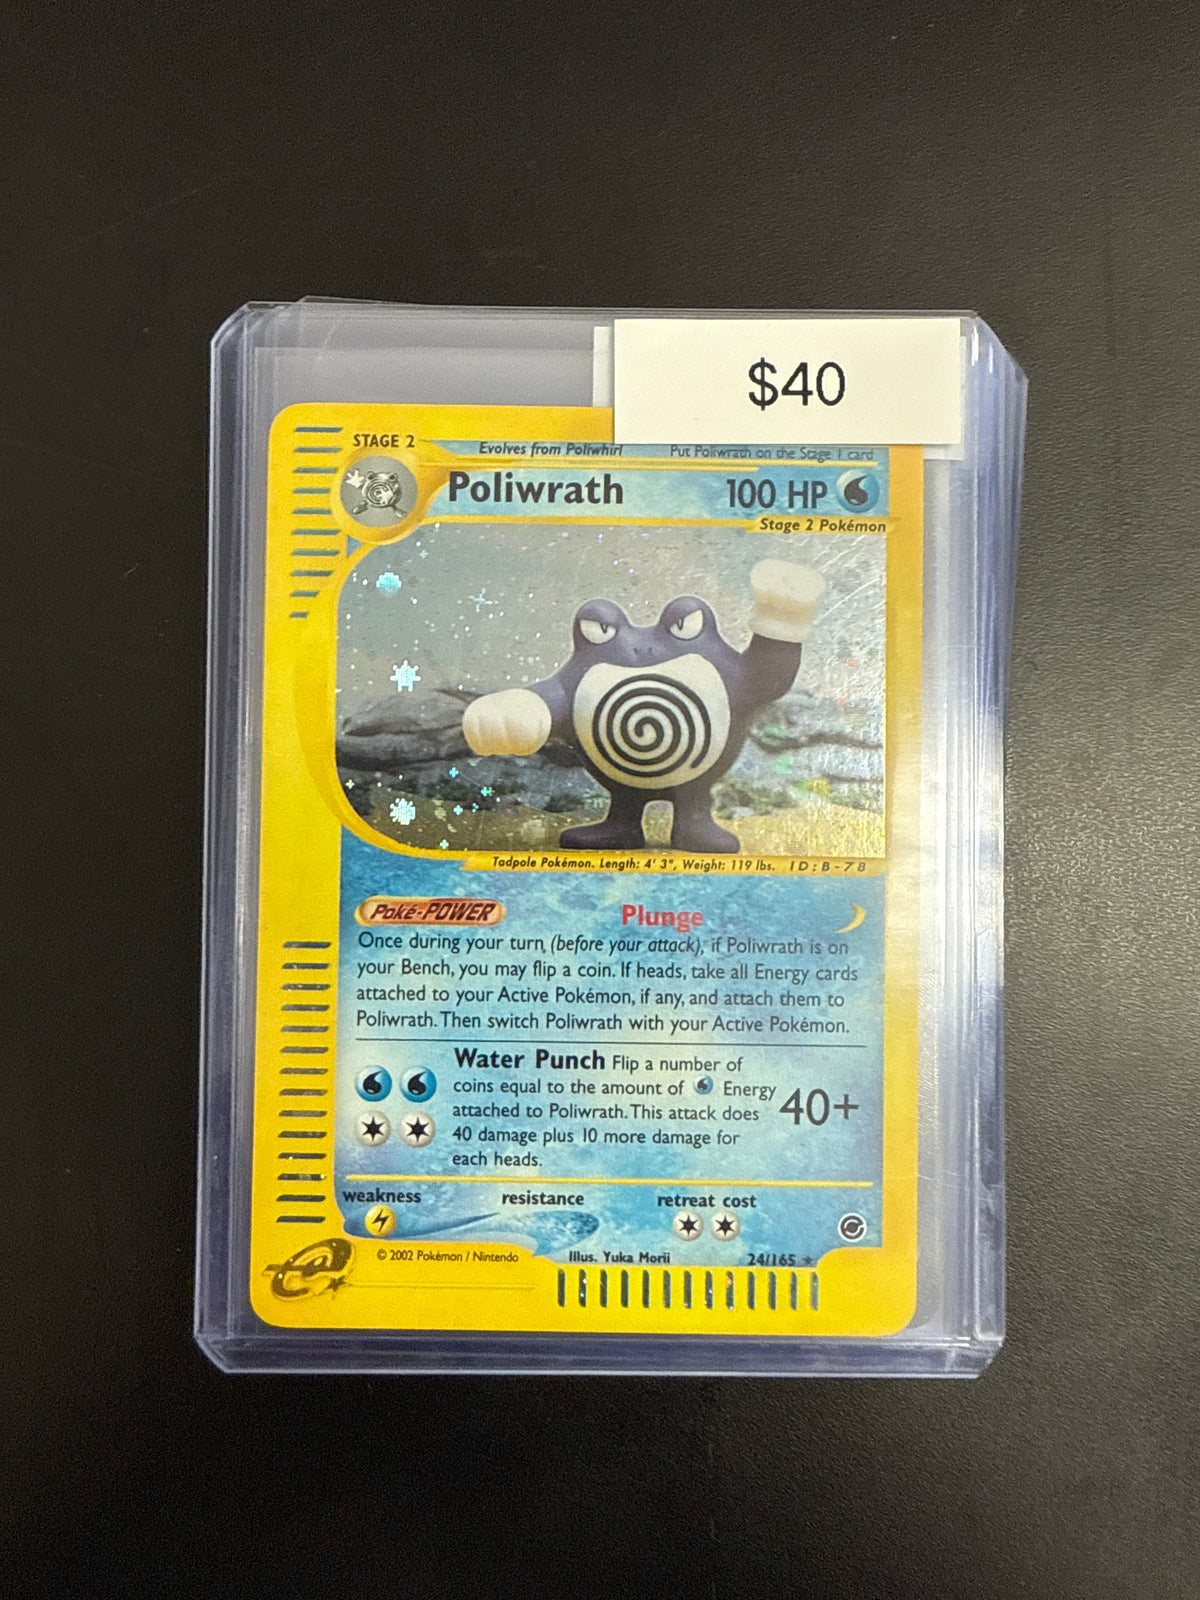 $40
STAGE 2
Evolves from Poliwhirl
Put Poliwrath on the Stage 1 card
Poliwrath
100 HP
Stage 2 Pokémon
Tadpole Pokémon. Length: 4' 3", Weight: 119 lbs. ID:B-78
Poké-POWER
Plunge
Once during your turn (before your attack), if Poliwrath is on
your Bench, you may flip a coin. If heads, take all Energy cards
attached to your Active Pokémon, if any, and attach them to
Poliwrath. Then switch Poliwrath with your Active Pokémon.
Water Punch Flip a number of
coins equal to the amount of Energy
attached to Poliwrath. This attack does
40 damage plus 10 more damage for
each heads.
40+
weakness
resistance
retreat cost
© 2002 Pokémon / Nintendo
Illus. Yuka Morii
24/165 ★
e